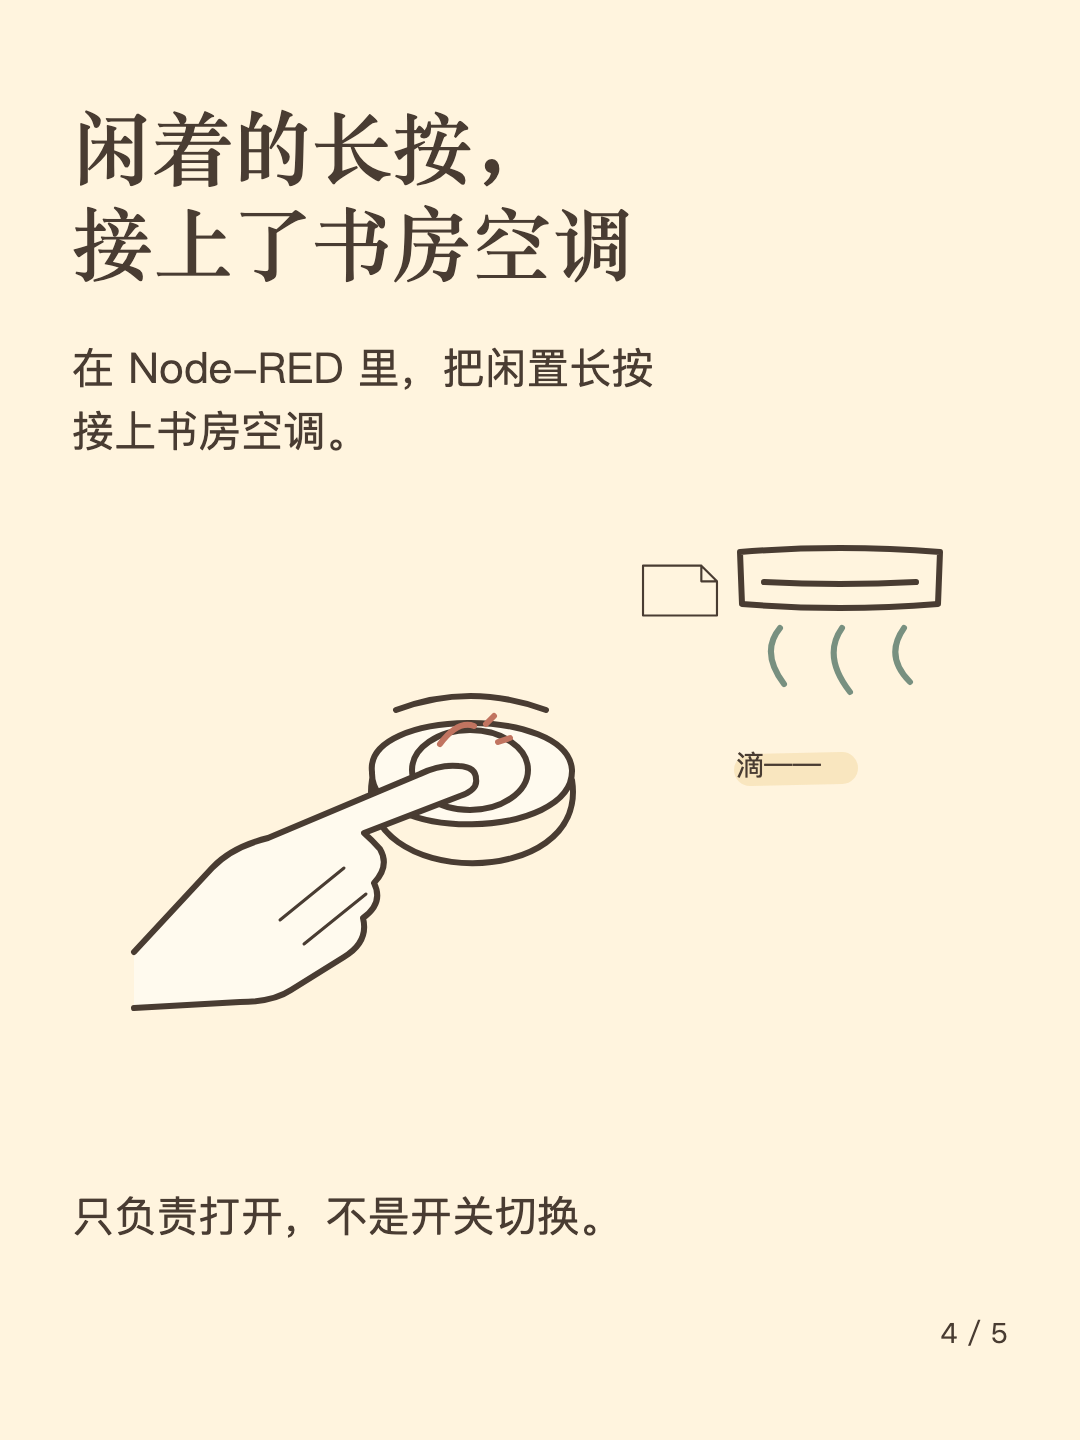 闲着的长按，
接上了书房空调
在 Node-RED 里，把闲置长按
接上书房空调。
滴——
只负责打开，不是开关切换。
4 / 5